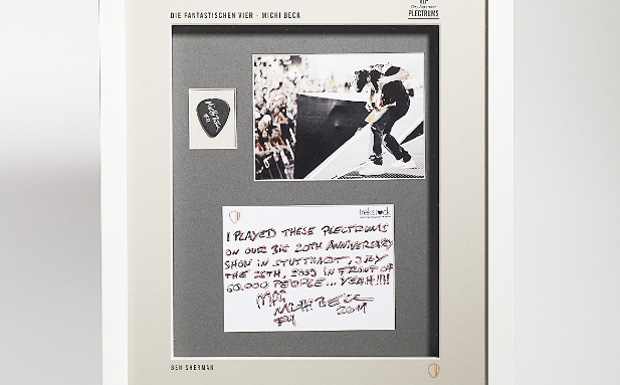 DIE FANTASTISCHEN VIER - MICHI BECK
PLECTRUMS
trekstock
I PLAYED THESE PLECTRUMS
ON OUR BIG 20TH ANNIVERSARY
SHOW IN STUTTGART, JULY
THE 25TH, 2009 IN FRONT OF
60,000 PEOPLE... YEAH!!!!
MICHI BECK
2011
BEN SHERMAN